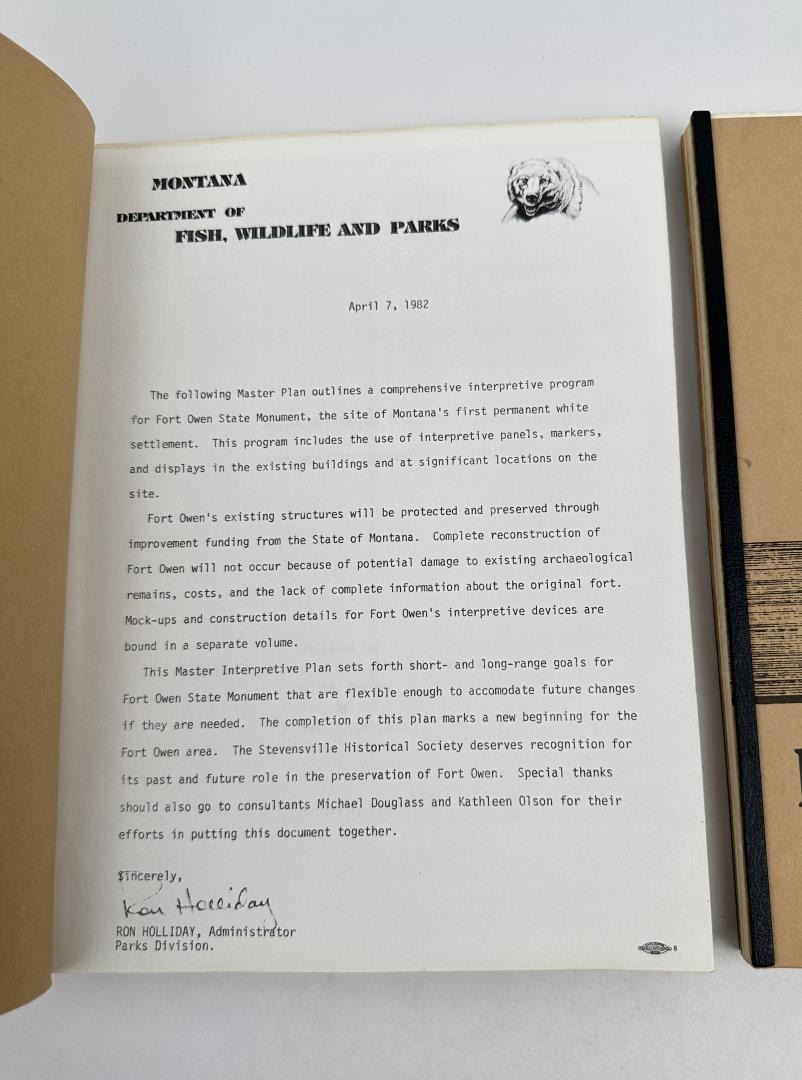 MONTANA
DEPARTMENT OF
FISH, WILDLIFE AND PARKS
April 7, 1982
The following Master Plan outlines a comprehensive interpretive program
for Fort Owen State Monument, the site of Montana's first permanent white
settlement. This program includes the use of interpretive panels, markers,
and displays in the existing buildings and at significant locations on the
site.
Fort Owen's existing structures will be protected and preserved through
improvement funding from the State of Montana. Complete reconstruction of
Fort Owen will not occur because of potential damage to existing archaeological
remains, costs, and the lack of complete information about the original fort.
Mock-ups and construction details for Fort Owen's interpretive devices are
bound in a separate volume.
This Master Interpretive Plan sets forth short- and long-range goals for
Fort Owen State Monument that are flexible enough to accomodate future changes
if they are needed. The completion of this plan marks a new beginning for the
Fort Owen area. The Stevensville Historical Society deserves recognition for
its past and future role in the preservation of Fort Owen. Special thanks
should also go to consultants Michael Douglass and Kathleen Olson for their
efforts in putting this document together.
Sincerely,
Ron Holliday
RON HOLLIDAY, Administrator
Parks Division.
8